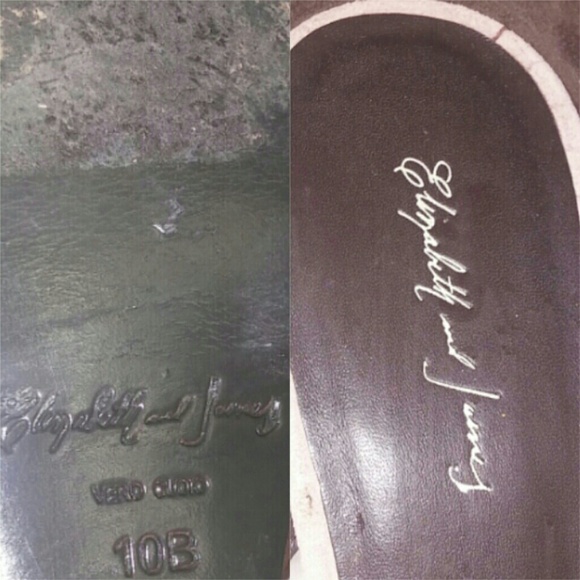 Elizabeth and James
VERO CUOIO
10B
Elizabeth and James